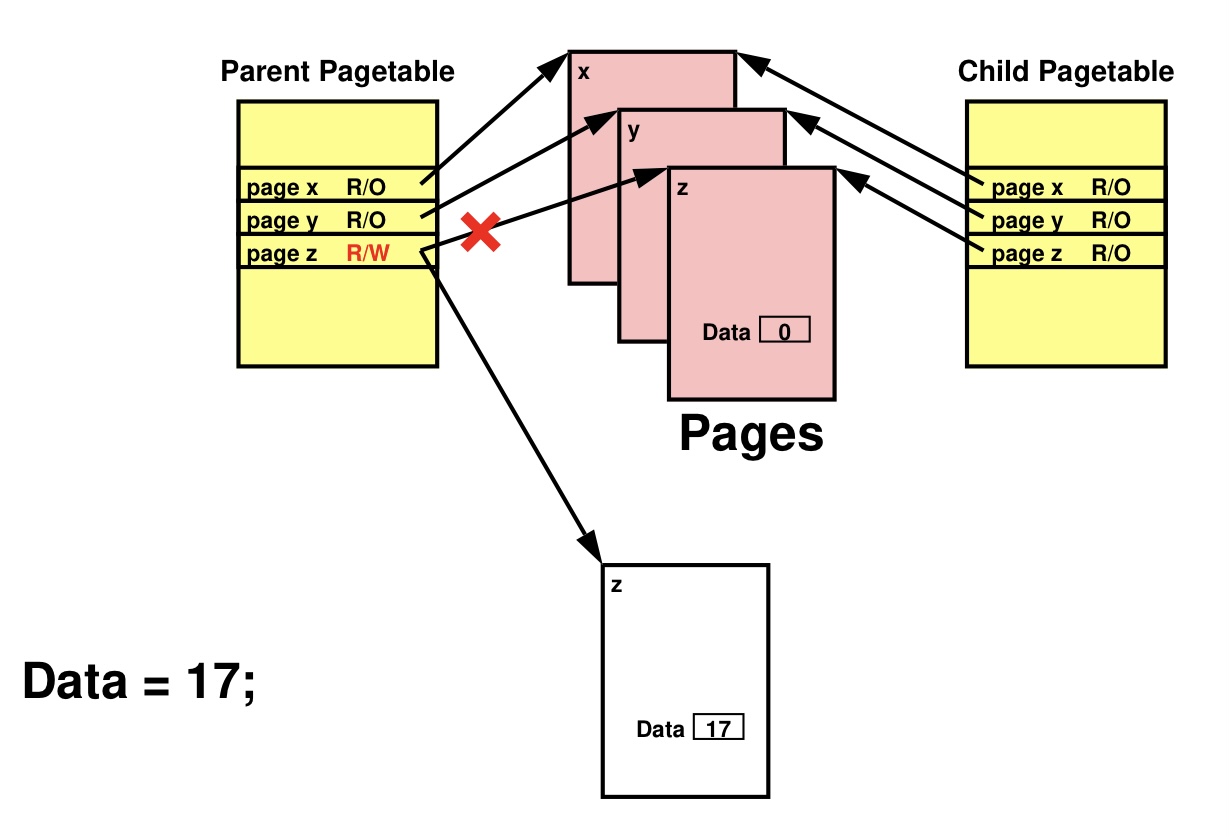 Parent Pagetable
page x R/O
page y R/O
page z R/W
x
y
z
Data 0
Pages
Child Pagetable
page x R/O
page y R/O
page z R/O
z
Data 17
Data = 17;